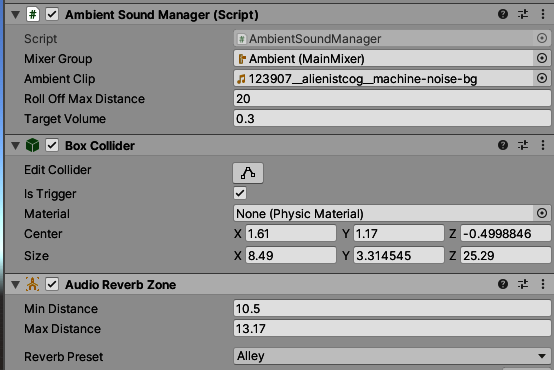 Ambient Sound Manager (Script)
Script AmbientSoundManager
Mixer Group Ambient (MainMixer)
Ambient Clip 123907__alienistcog__machine-noise-bg
Roll Off Max Distance 20
Target Volume 0.3
Box Collider
Edit Collider
Is Trigger
Material None (Physic Material)
Center X 1.61 Y 1.17 Z -0.4998846
Size X 8.49 Y 3.314545 Z 25.29
Audio Reverb Zone
Min Distance 10.5
Max Distance 13.17
Reverb Preset Alley